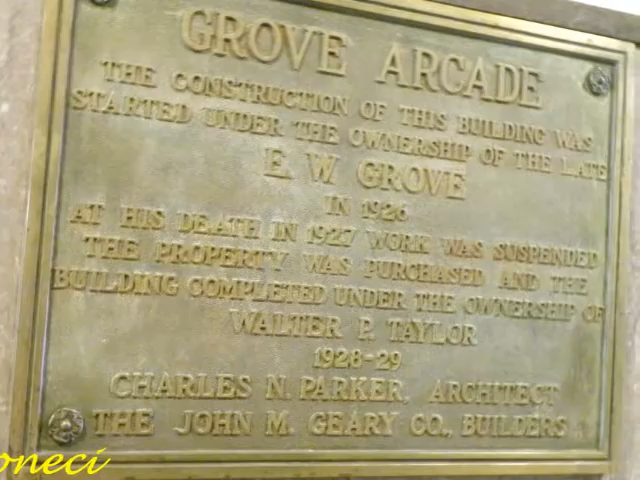 GROVE ARCADE
THE CONSTRUCTION OF THIS BUILDING WAS
STARTED UNDER THE OWNERSHIP OF THE LATE
E. W. GROVE
IN 1926
AT HIS DEATH IN 1927 WORK WAS SUSPENDED
THE PROPERTY WAS PURCHASED AND THE
BUILDING COMPLETED UNDER THE OWNERSHIP OF
WALTER P. TAYLOR
1928-29
CHARLES N. PARKER, ARCHITECT
THE JOHN M. GEARY CO., BUILDERS
oneci